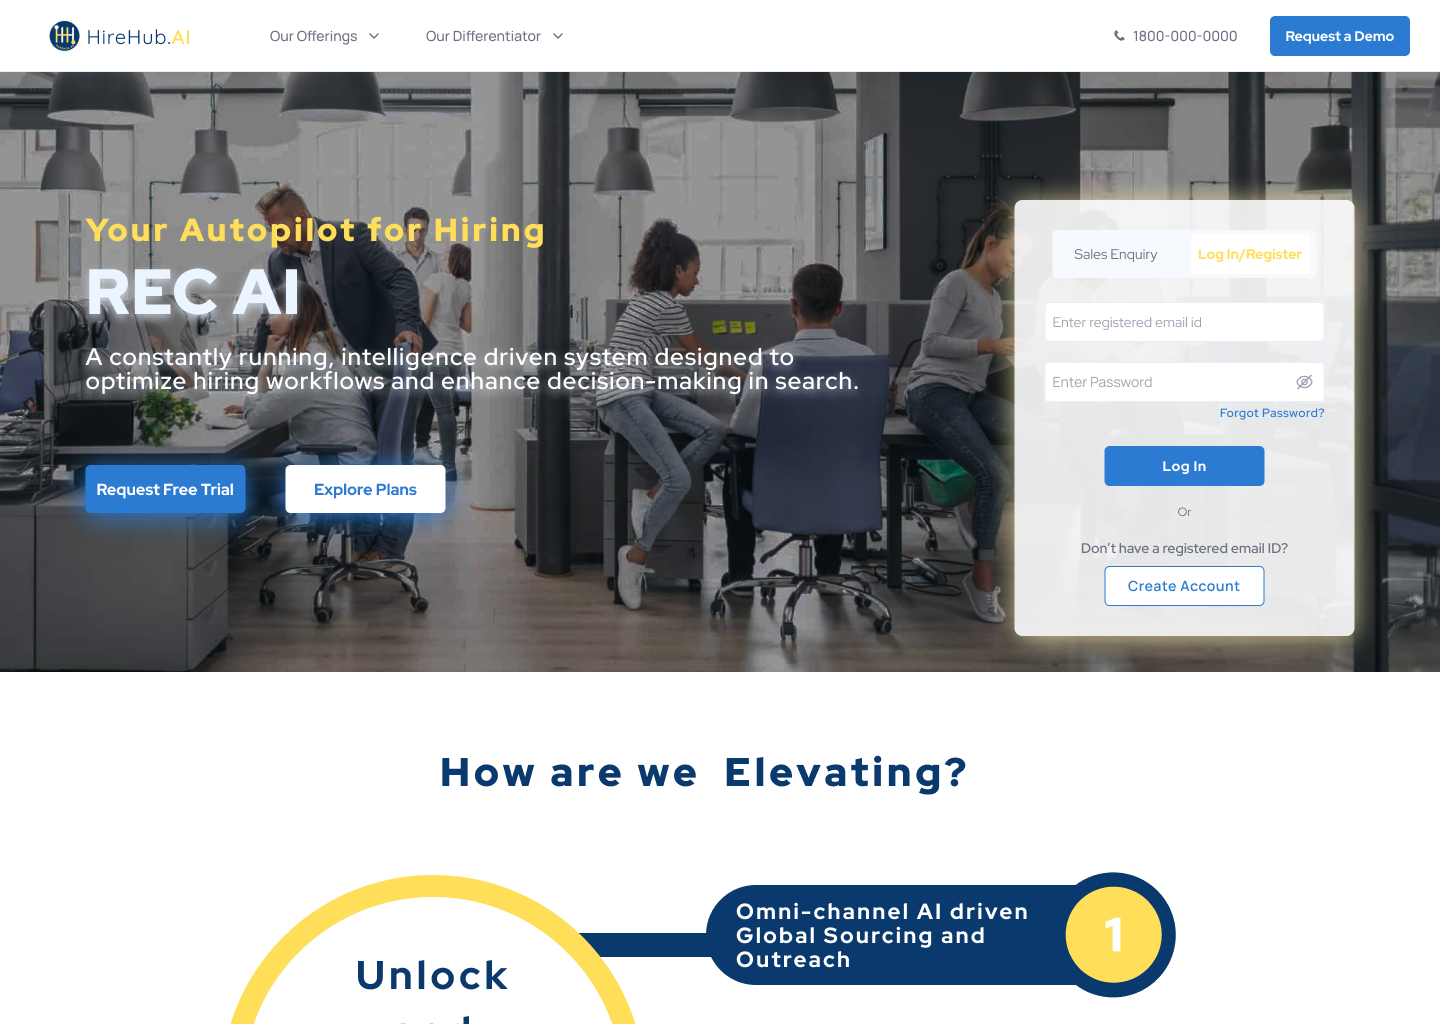 HireHub.AI
Our Offerings
Our Differentiator
1800-000-0000
Request a Demo
Your Autopilot for Hiring
REC AI
A constantly running, intelligence driven system designed to
optimize hiring workflows and enhance decision-making in search.
Request Free Trial
Explore Plans
Sales Enquiry
Log In/Register
Enter registered email id
Enter Password
Forgot Password?
Log In
Or
Don't have a registered email ID?
Create Account
How are we Elevating?
Unlock
Omni-channel AI driven
Global Sourcing and
Outreach
1